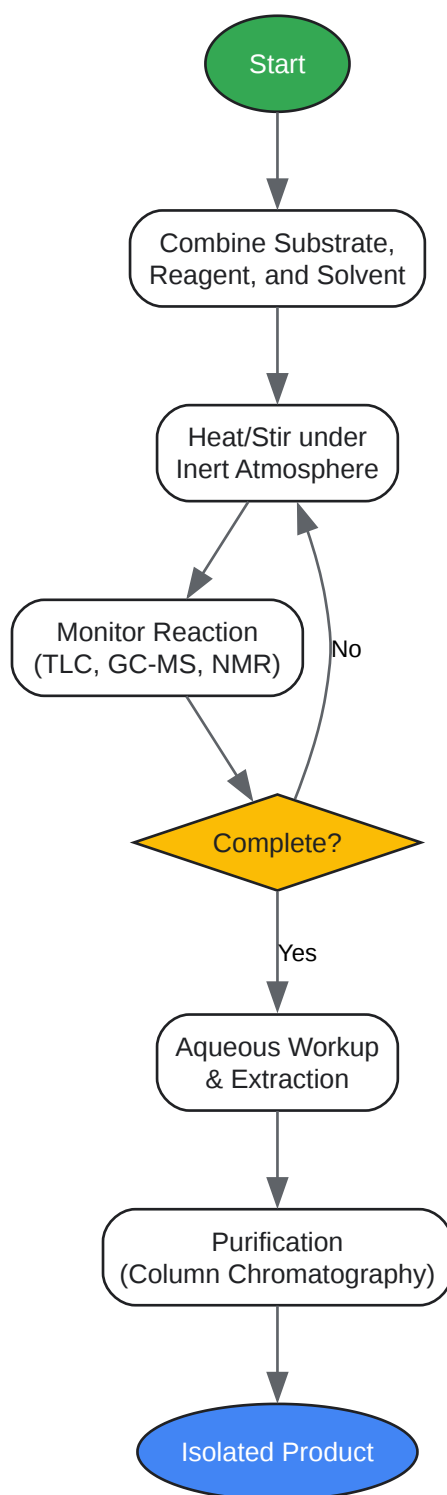 Start
Combine Substrate,
Reagent, and Solvent
Heat/Stir under
Inert Atmosphere
Monitor Reaction
(TLC, GC-MS, NMR)
No
Complete?
Yes
Aqueous Workup
& Extraction
Purification
(Column Chromatography)
Isolated Product